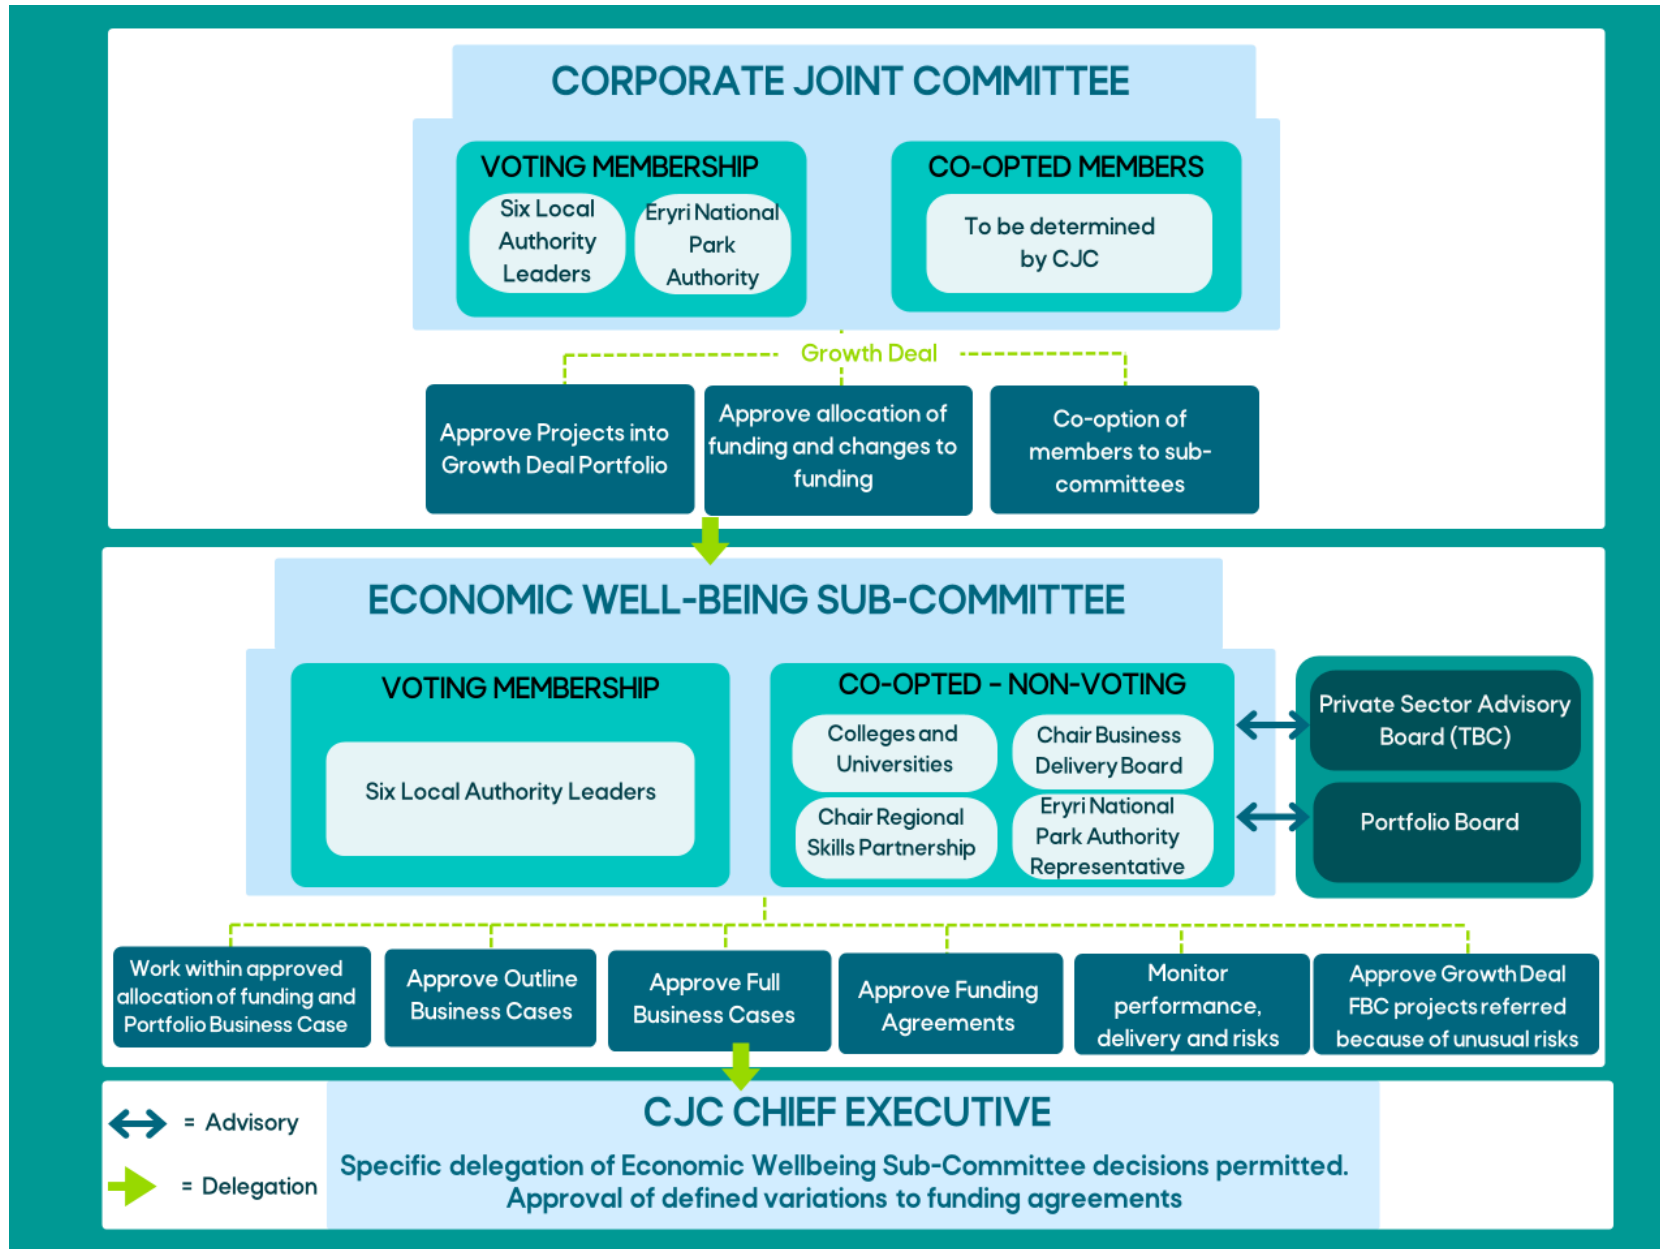 CORPORATE JOINT COMMITTEE
VOTING MEMBERSHIP
Six Local
Authority
Leaders
Eryri National
Park
Authority
CO-OPTED MEMBERS
To be determined
by CJC
Growth Deal
Approve Projects into
Growth Deal Portfolio
Approve allocation of
funding and changes to
funding
Co-option of
members to sub-
committees
ECONOMIC WELL-BEING SUB-COMMITTEE
VOTING MEMBERSHIP
Six Local Authority Leaders
CO-OPTED - NON-VOTING
Colleges and
Universities
Chair Business
Delivery Board
Chair Regional
Skills Partnership
Eryri National
Park Authority
Representative
Private Sector Advisory
Board (TBC)
Portfolio Board
Work within approved
allocation of funding and
Portfolio Business Case
Approve Outline
Business Cases
Approve Full
Business Cases
Approve Funding
Agreements
Monitor
performance,
delivery and risks
Approve Growth Deal
FBC projects referred
because of unusual risks
= Advisory
= Delegation
CJC CHIEF EXECUTIVE
Specific delegation of Economic Wellbeing Sub-Committee decisions permitted.
Approval of defined variations to funding agreements